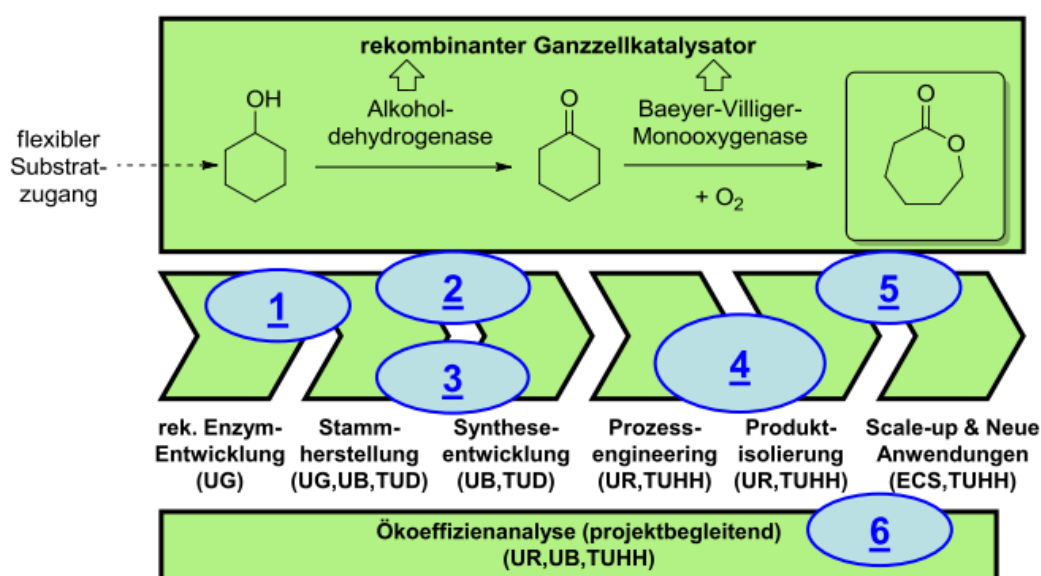 rekombinanter Ganzzellkatalysator
OH
Alkohol-
dehydrogenase
O
Baeyer-Villiger-
Monooxygenase
+ O₂
O
O
flexibler
Substrat-
zugang
1
2
3
4
5
rek. Enzym-
Entwicklung
(UG)
Stamm-
herstellung
(UG,UB,TUD)
Synthese-
entwicklung
(UB,TUD)
Prozess-
engineering
(UR,TUHH)
Produkt-
isolierung
(UR,TUHH)
Scale-up & Neue
Anwendungen
(ECS,TUHH)
Ökoeffizienanalyse (projektbegleitend)
(UR,UB,TUHH)
6